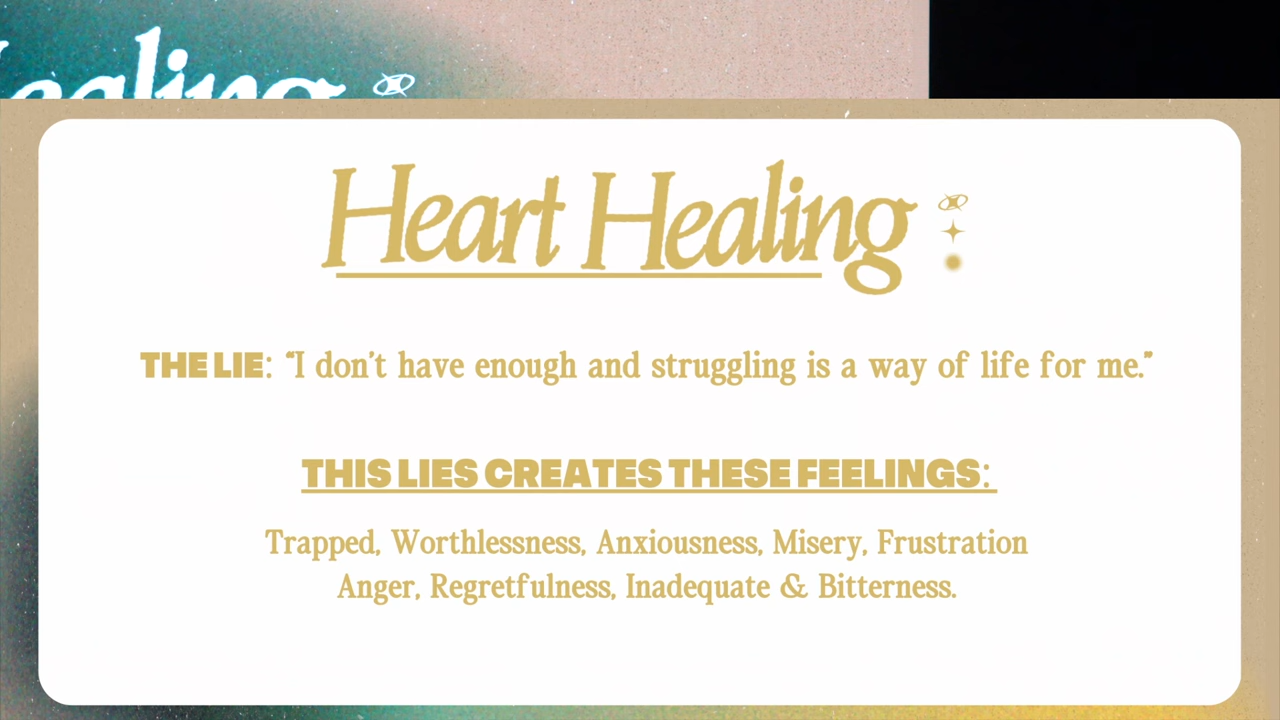 ealing
Heart Healing
THE LIE: “I don’t have enough and struggling is a way of life for me.”
THIS LIES CREATES THESE FEELINGS:
Trapped, Worthlessness, Anxiousness, Misery, Frustration
Anger, Regretfulness, Inadequate & Bitterness.